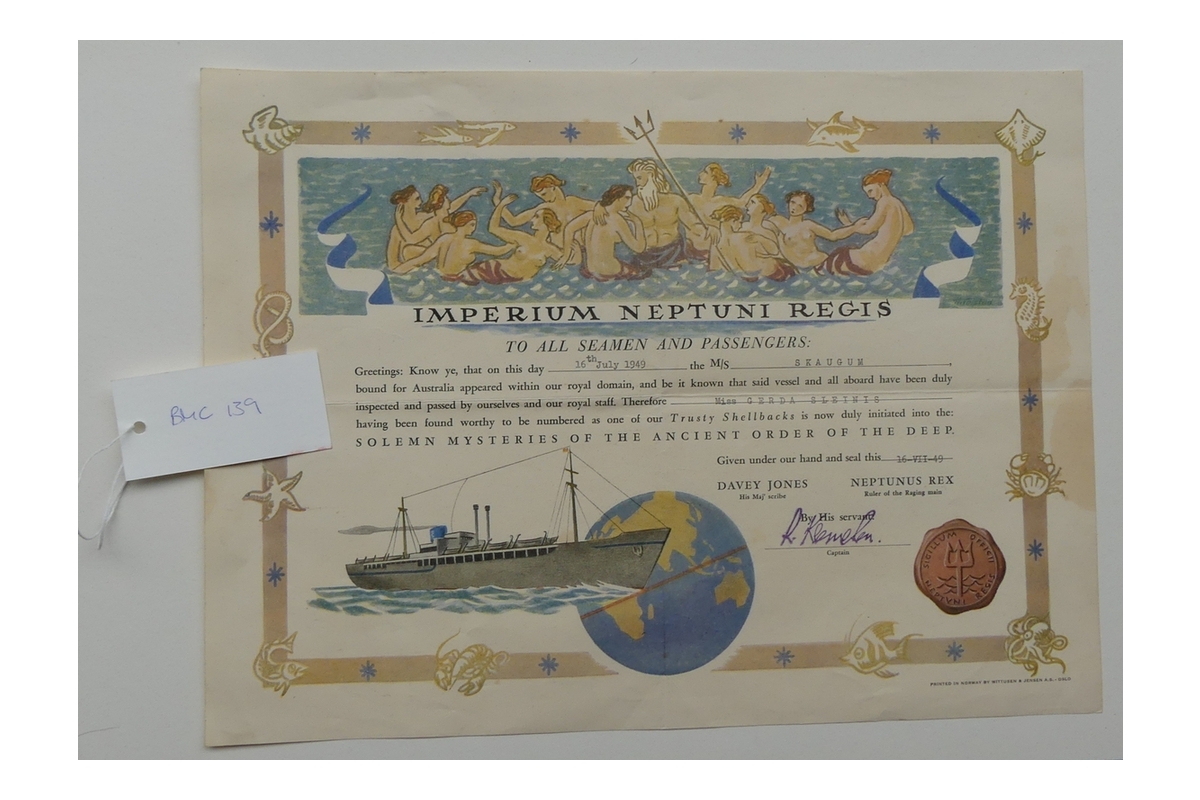 IMPERIUM NEPTUNI REGIS
TO ALL SEAMEN AND PASSENGERS:
Greetings: Know ye, that on this day 16th July 1949 the M/S SKAUGUM,
bound for Australia appeared within our royal domain, and be it known that said vessel and all aboard have been duly
inspected and passed by ourselves and our royal staff. Therefore Miss GERDA SLEINIS
having been found worthy to be numbered as one of our Trusty Shellbacks is now duly initiated into the:
SOLEMN MYSTERIES OF THE ANCIENT ORDER OF THE DEEP.
BMC 139
Given under our hand and seal this 16-VII-49
DAVEY JONES NEPTUNUS REX
His Maj' scribe Ruler of the Raging main
By His servant
Captain
SIGILLUM OFFICII NEPTUNI REGIS
PRINTED IN NORWAY BY WITTUSEN & JENSEN A.S. - OSLO